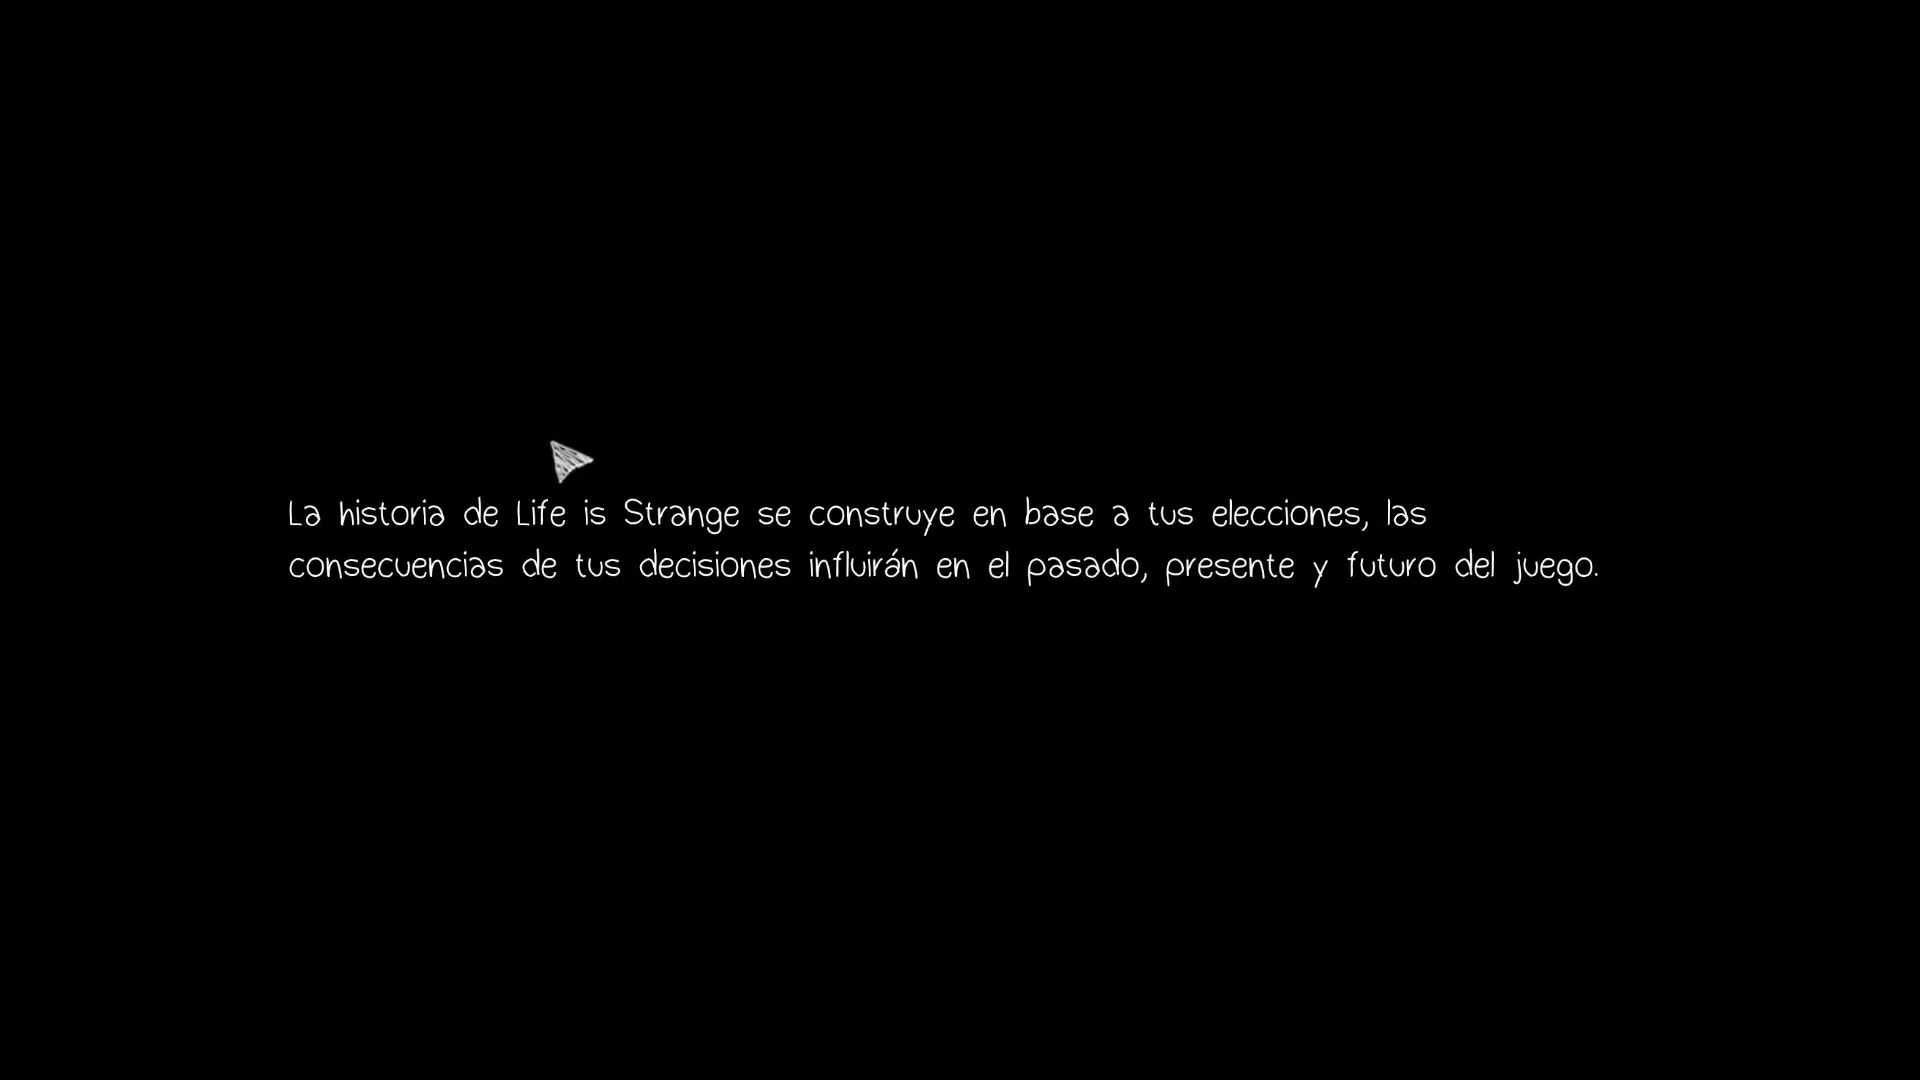 La historia de Life is Strange se construye en base a tus elecciones, las
consecuencias de tus decisiones influirán en el pasado, presente y futuro del juego.